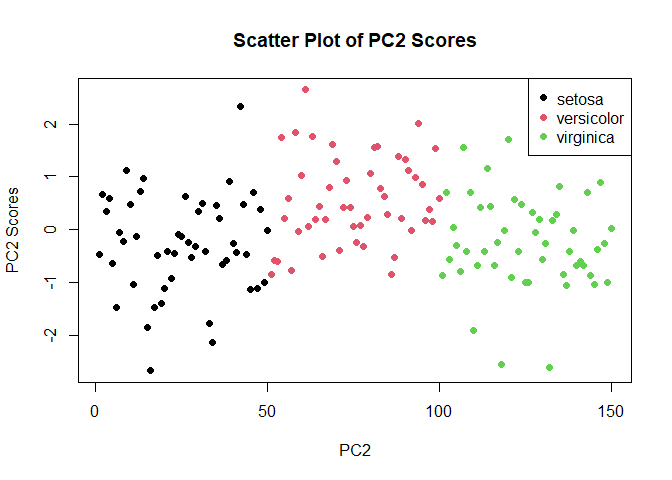 Scatter Plot of PC2 Scores
setosa
versicolor
virginica
PC2 Scores
2
1
0
-1
-2
0 50 100 150
PC2